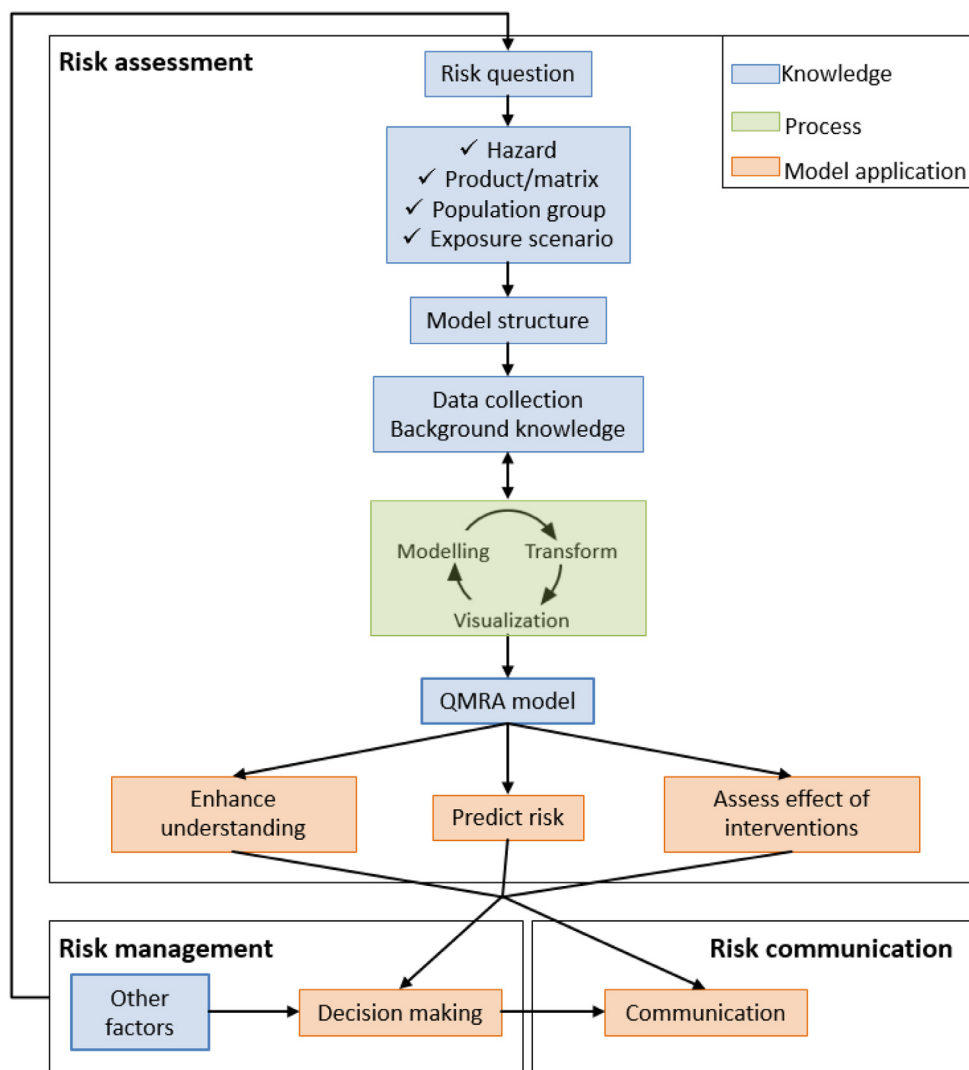 Risk assessment
Risk question
Knowledge
Process
Model application
✓ Hazard
✓ Product/matrix
✓ Population group
✓ Exposure scenario
Model structure
Data collection
Background knowledge
Modelling
Transform
Visualization
QMRA model
Enhance
understanding
Predict risk
Assess effect of
interventions
Risk management
Other
factors
Decision making
Risk communication
Communication